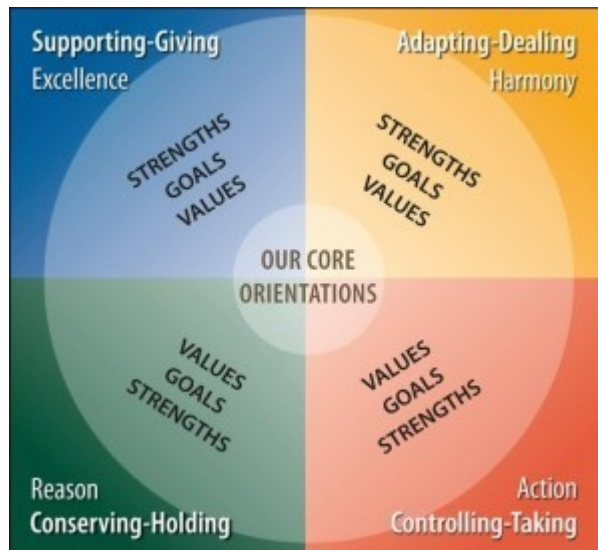 Supporting-Giving
Excellence
Adapting-Dealing
Harmony
STRENGTHS
GOALS
VALUES
STRENGTHS
GOALS
VALUES
OUR CORE
ORIENTATIONS
VALUES
GOALS
STRENGTHS
VALUES
GOALS
STRENGTHS
Reason
Conserving-Holding
Action
Controlling-Taking